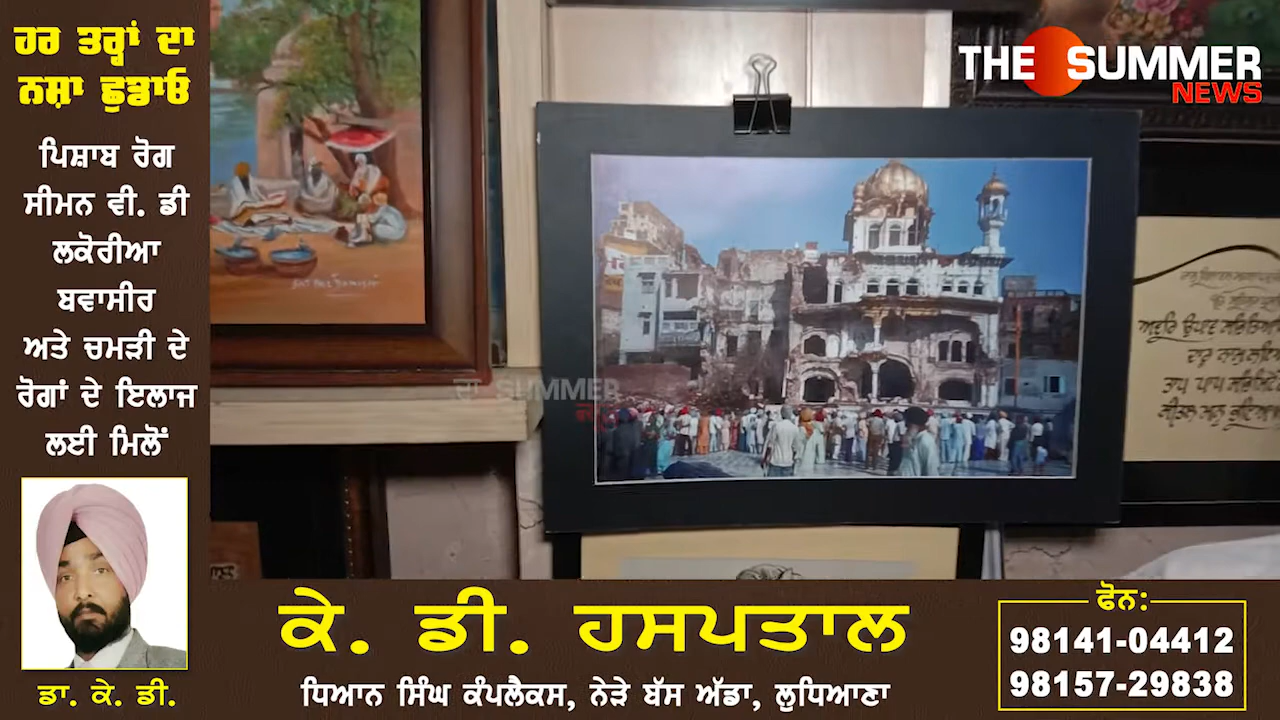 ਹਰ ਤਰ੍ਹਾਂ ਦਾ
ਨਸ਼ਾ ਛੁਡਾਓ
ਪਿਸ਼ਾਬ ਰੋਗ
ਸੀਮਨ ਵੀ. ਡੀ
ਲਕੋਰੀਆ
ਬਵਾਸੀਰ
ਅਤੇ ਚਮੜੀ ਦੇ
ਰੋਗਾਂ ਦੇ ਇਲਾਜ
ਲਈ ਮਿਲੋਂ
ਡਾ. ਕੇ. ਡੀ.
THE SUMMER
NEWS
ਦਾ SUMMER
ਕੇ. ਡੀ. ਹਸਪਤਾਲ
ਧਿਆਨ ਸਿੰਘ ਕੰਪਲੈਕਸ, ਨੇੜੇ ਬੱਸ ਅੱਡਾ, ਲੁਧਿਆਣਾ
ਫੋਨ:
98141-04412
98157-29838